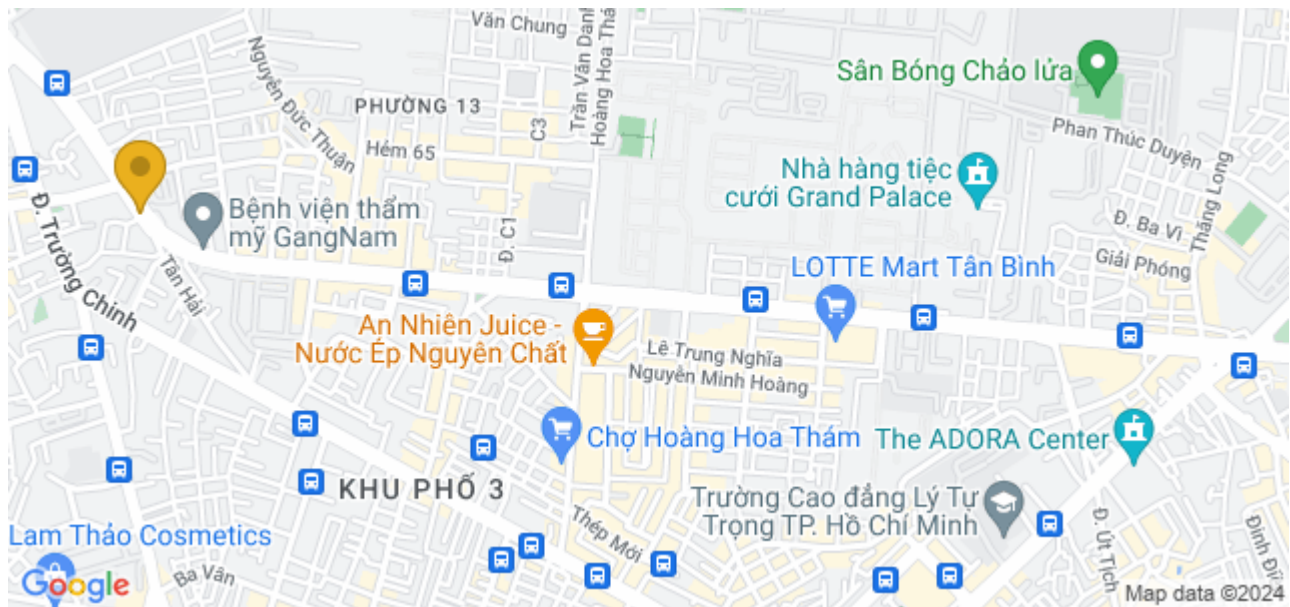 Văn Chung
Trần Văn Danh
Hoàng Hoa Thá
Sân Bóng Chảo lửa
Nguyễn Đức Thuận
PHƯỜNG 13
C3
Phan Thúc Duyện
Hém 65
Nhà hàng tiệc
cưới Grand Palace
Thăng Long
Bệnh viện thẩm
mỹ GangNam
Đ. C1
Đ. Ba Vì
Đ. Trường Chinh
Tân Hải
LOTTE Mart Tân Bình
Giải Phóng
An Nhiên Juice -
Nước Ép Nguyên Chất
Lê Trung Nghĩa
Nguyễn Minh Hoàng
Chợ Hoàng Hoa Thám
The ADORA Center
KHU PHỐ 3
Trường Cao đẳng Lý Tự
Trọng TP. Hồ Chí Minh
Thép Mới
Đ. Út Tịch
Lam Thảo Cosmetics
Ba Vân
Google
Map data ©2024